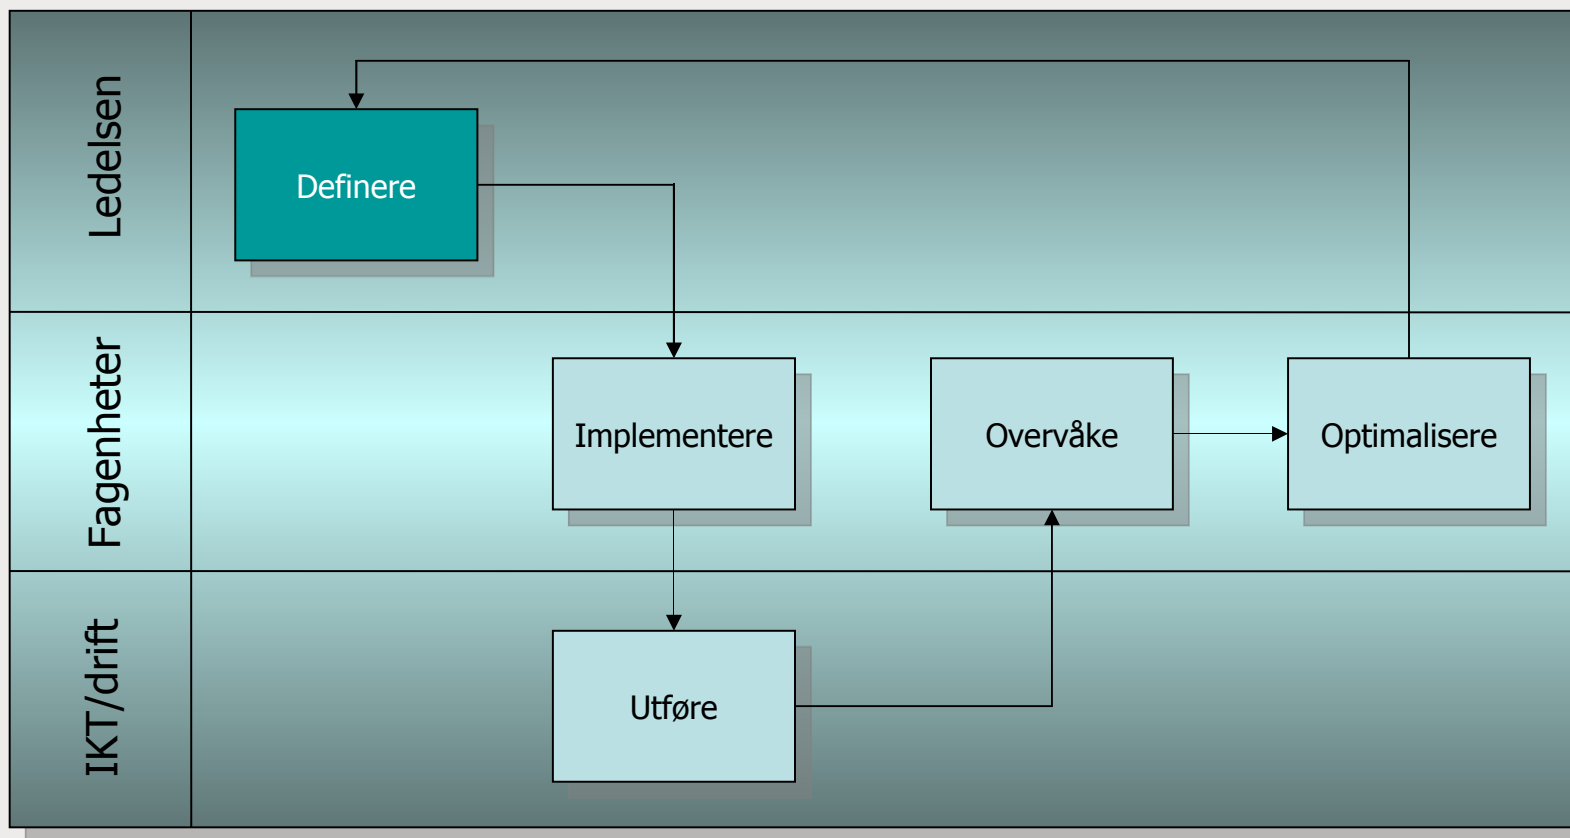 Ledelsen
Definere
Fagenheter
Implementere
Overvåke
Optimalisere
IKT/drift
Utføre